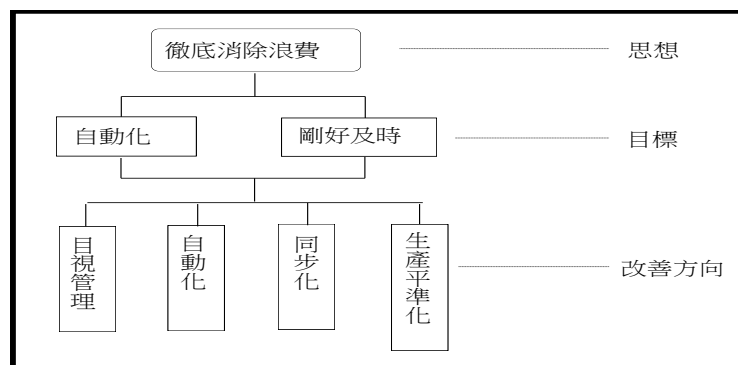 徹底消除浪費
思想
自動化
剛好及時
目標
目視管理
自動化
同步化
生產平準化
改善方向